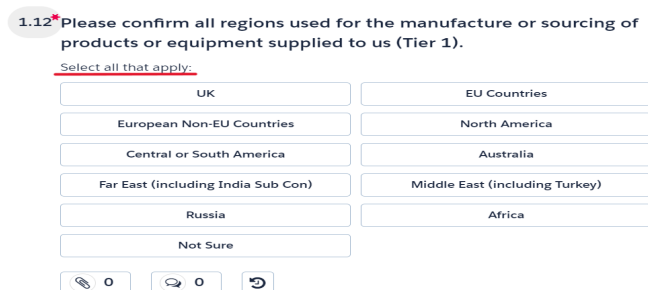 1.12* Please confirm all regions used for the manufacture or sourcing of
products or equipment supplied to us (Tier 1).
Select all that apply:
UK
EU Countries
European Non-EU Countries
North America
Central or South America
Australia
Far East (including India Sub Con)
Middle East (including Turkey)
Russia
Africa
Not Sure
0
0